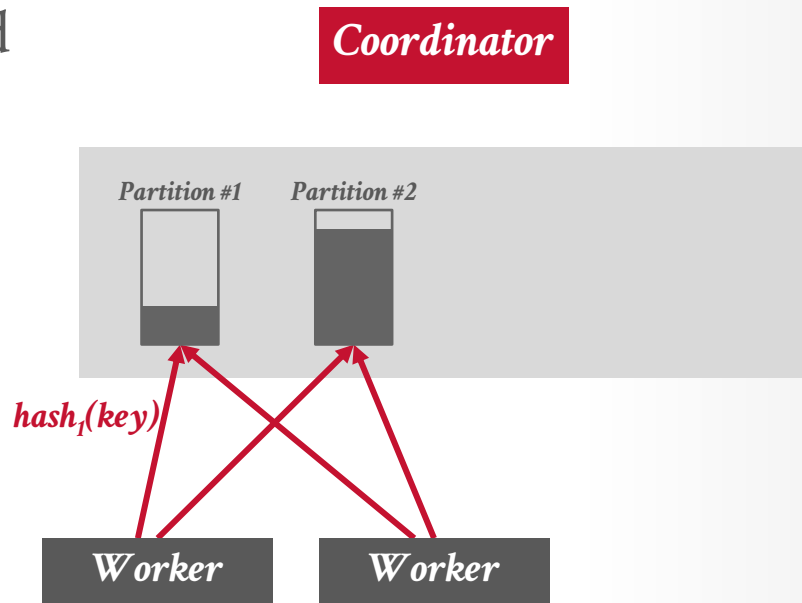 d
Coordinator
Partition #1 Partition #2
hash₁(key)
Worker Worker